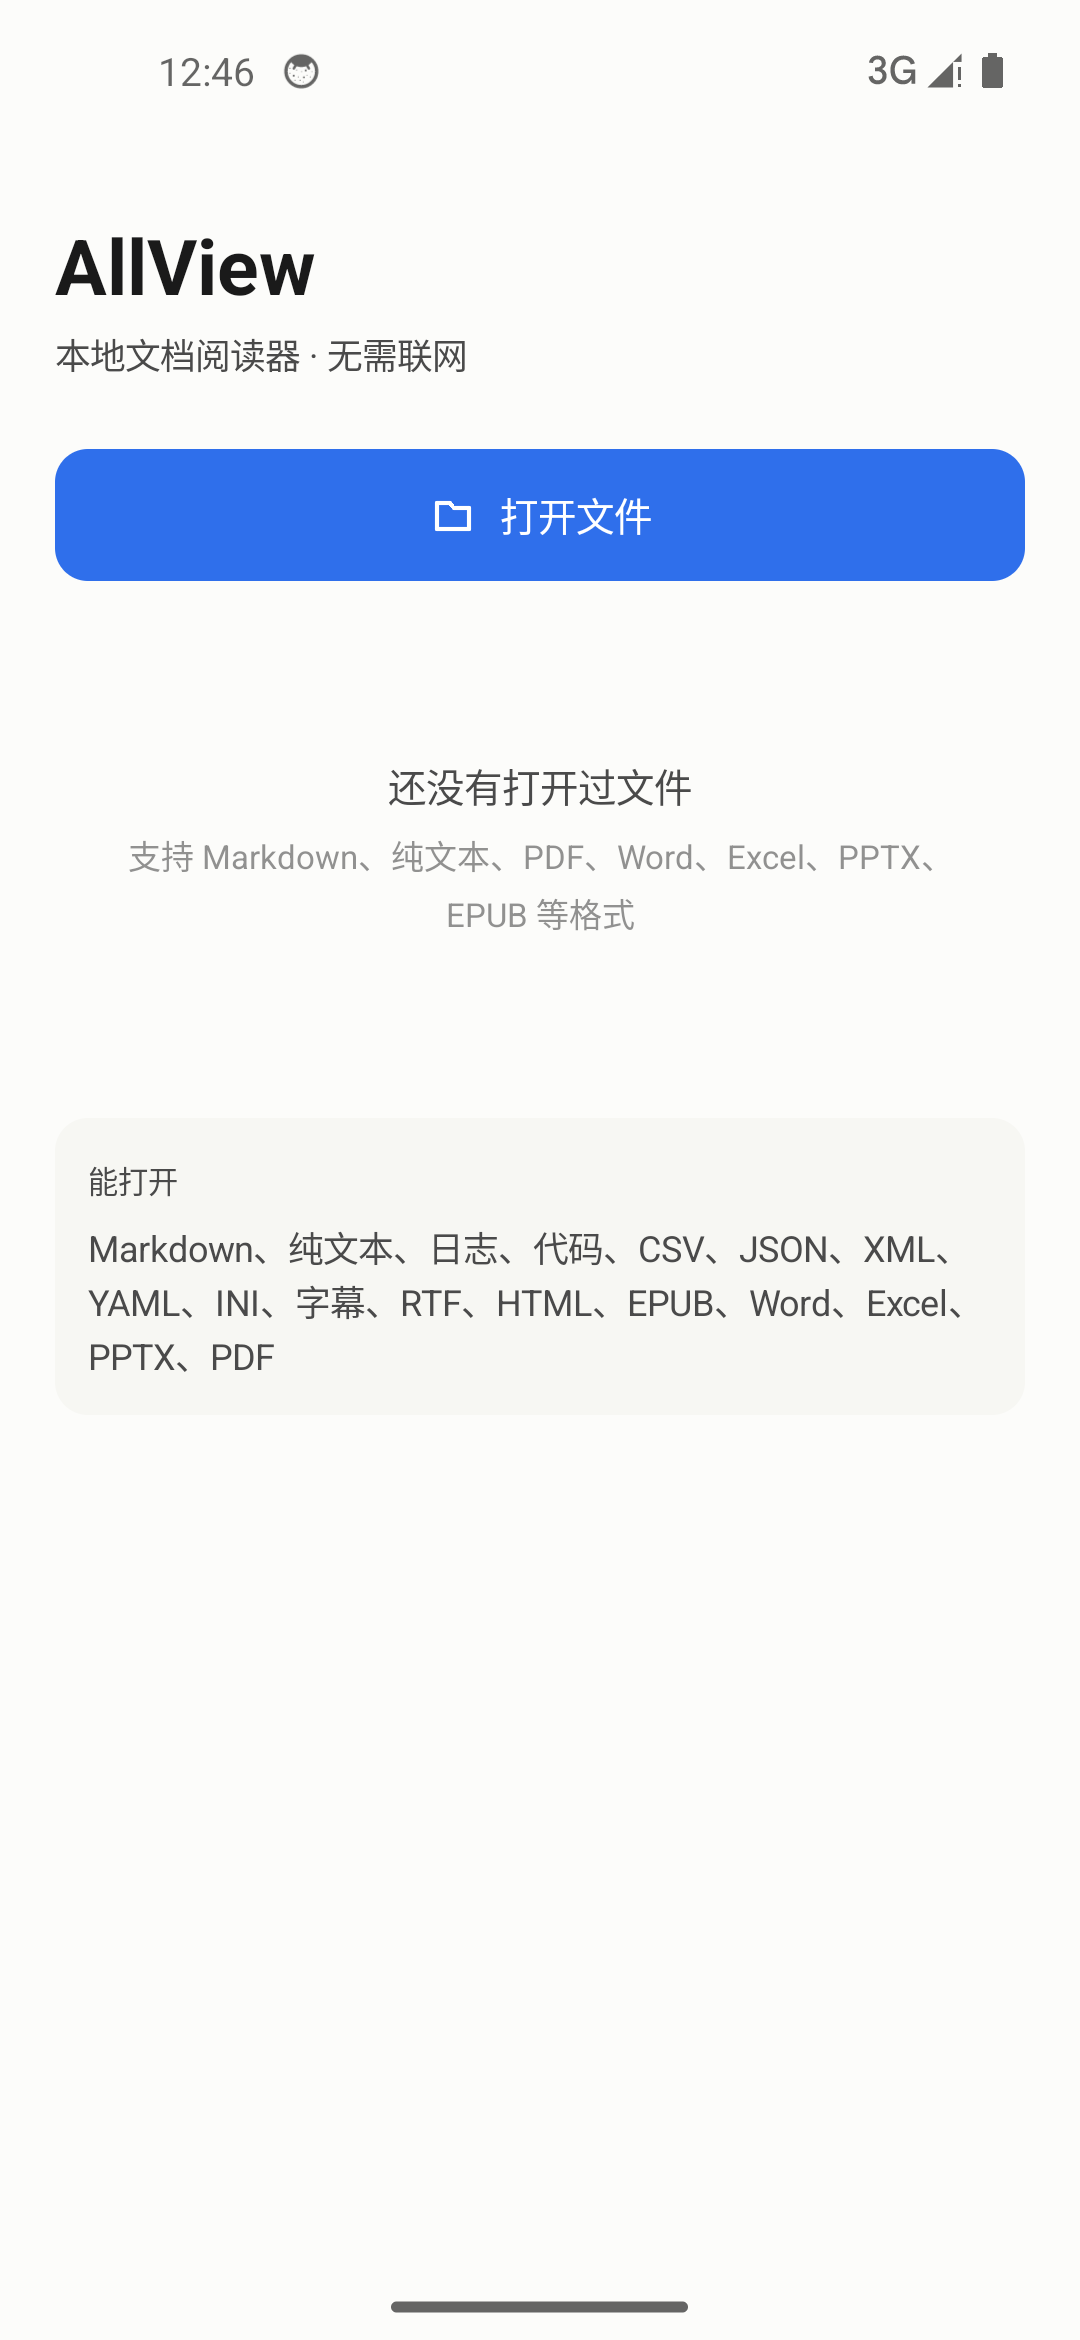 12:46
3G
AllView
本地文档阅读器 · 无需联网
打开文件
还没有打开过文件
支持 Markdown、纯文本、PDF、Word、Excel、PPTX、
EPUB 等格式
能打开
Markdown、纯文本、日志、代码、CSV、JSON、XML、
YAML、INI、字幕、RTF、HTML、EPUB、Word、Excel、
PPTX、PDF